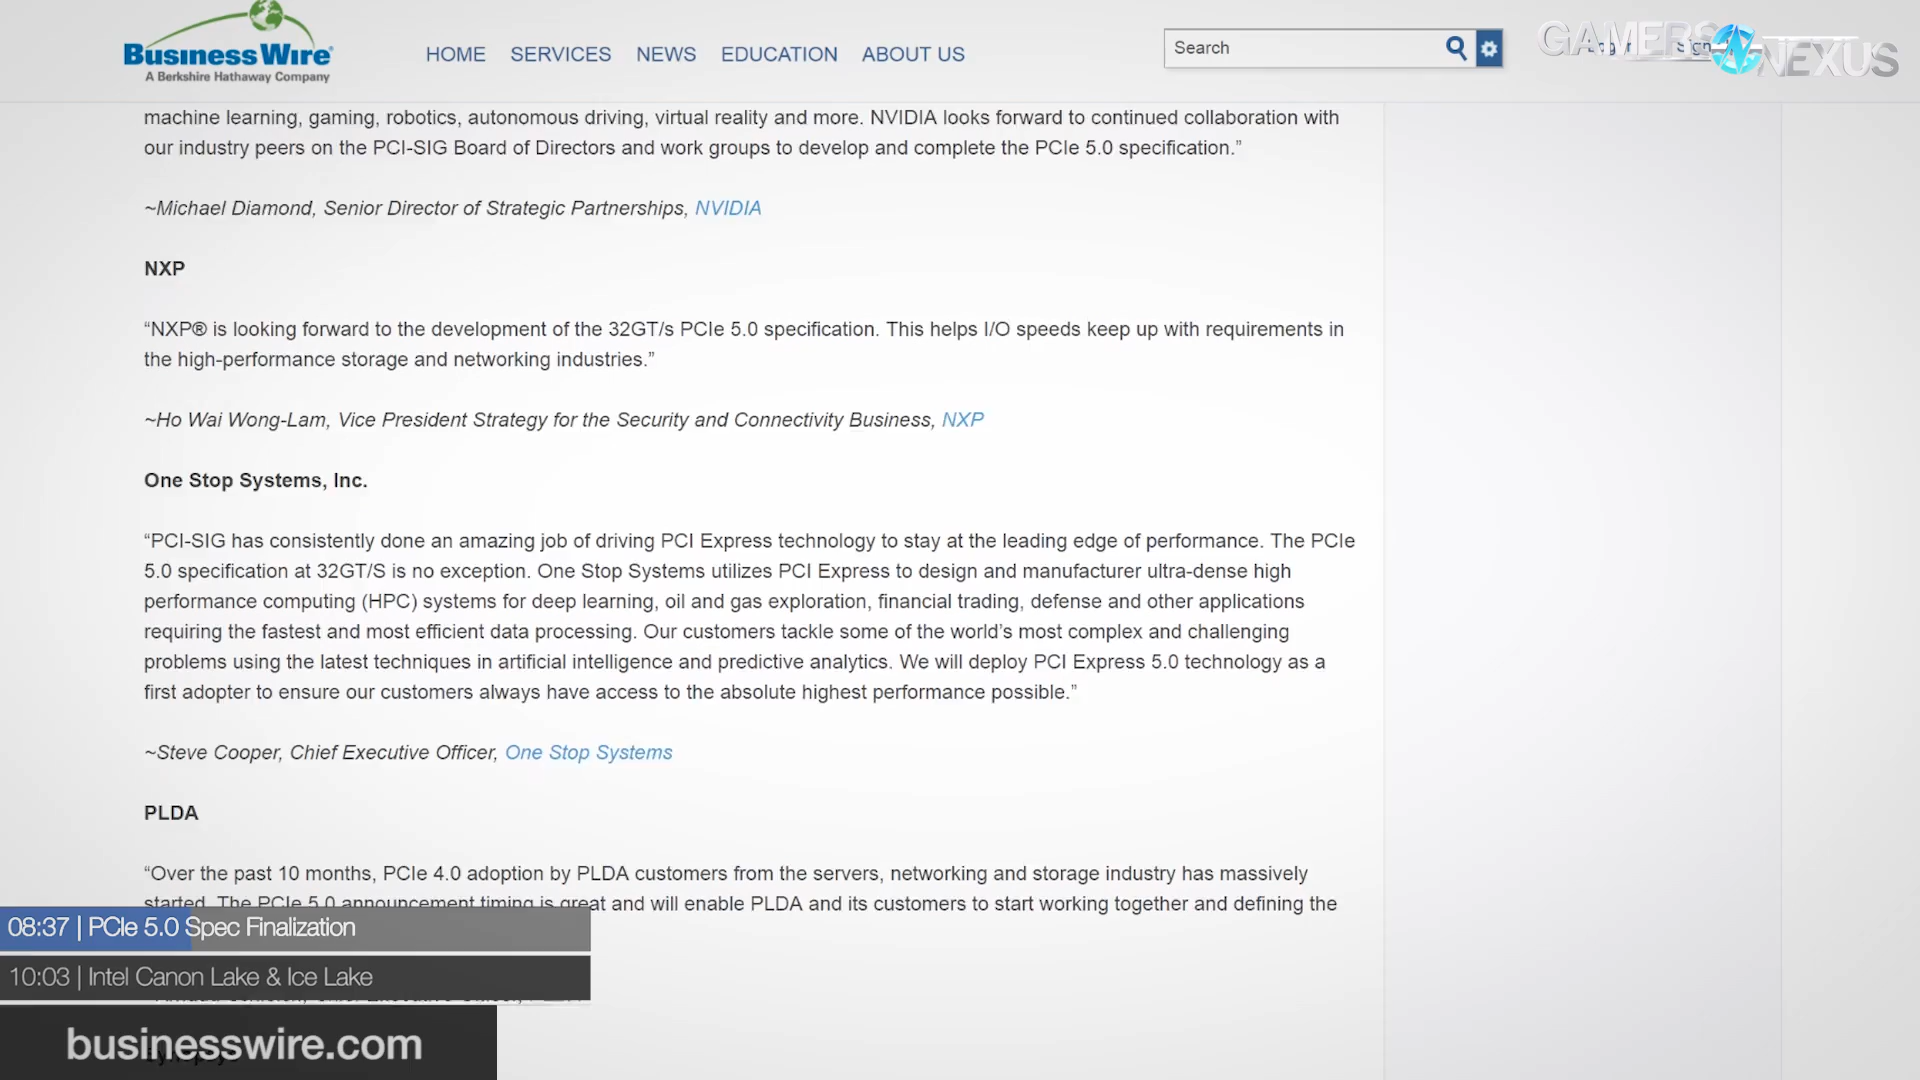 BusinessWire
A Berkshire Hathaway Company
HOME SERVICES NEWS EDUCATION ABOUT US
Search
GAMERS NEXUS
machine learning, gaming, robotics, autonomous driving, virtual reality and more. NVIDIA looks forward to continued collaboration with
our industry peers on the PCI-SIG Board of Directors and work groups to develop and complete the PCIe 5.0 specification.”
~Michael Diamond, Senior Director of Strategic Partnerships, NVIDIA
NXP
“NXP® is looking forward to the development of the 32GT/s PCIe 5.0 specification. This helps I/O speeds keep up with requirements in
the high-performance storage and networking industries.”
~Ho Wai Wong-Lam, Vice President Strategy for the Security and Connectivity Business, NXP
One Stop Systems, Inc.
“PCI-SIG has consistently done an amazing job of driving PCI Express technology to stay at the leading edge of performance. The PCIe
5.0 specification at 32GT/S is no exception. One Stop Systems utilizes PCI Express to design and manufacturer ultra-dense high
performance computing (HPC) systems for deep learning, oil and gas exploration, financial trading, defense and other applications
requiring the fastest and most efficient data processing. Our customers tackle some of the world’s most complex and challenging
problems using the latest techniques in artificial intelligence and predictive analytics. We will deploy PCI Express 5.0 technology as a
first adopter to ensure our customers always have access to the absolute highest performance possible.”
~Steve Cooper, Chief Executive Officer, One Stop Systems
PLDA
“Over the past 10 months, PCIe 4.0 adoption by PLDA customers from the servers, networking and storage industry has massively
started. The PCIe 5.0 announcement timing is great and will enable PLDA and its customers to start working together and defining the
08:37 | PCIe 5.0 Spec Finalization
10:03 | Intel Canon Lake & Ice Lake
businesswire.com